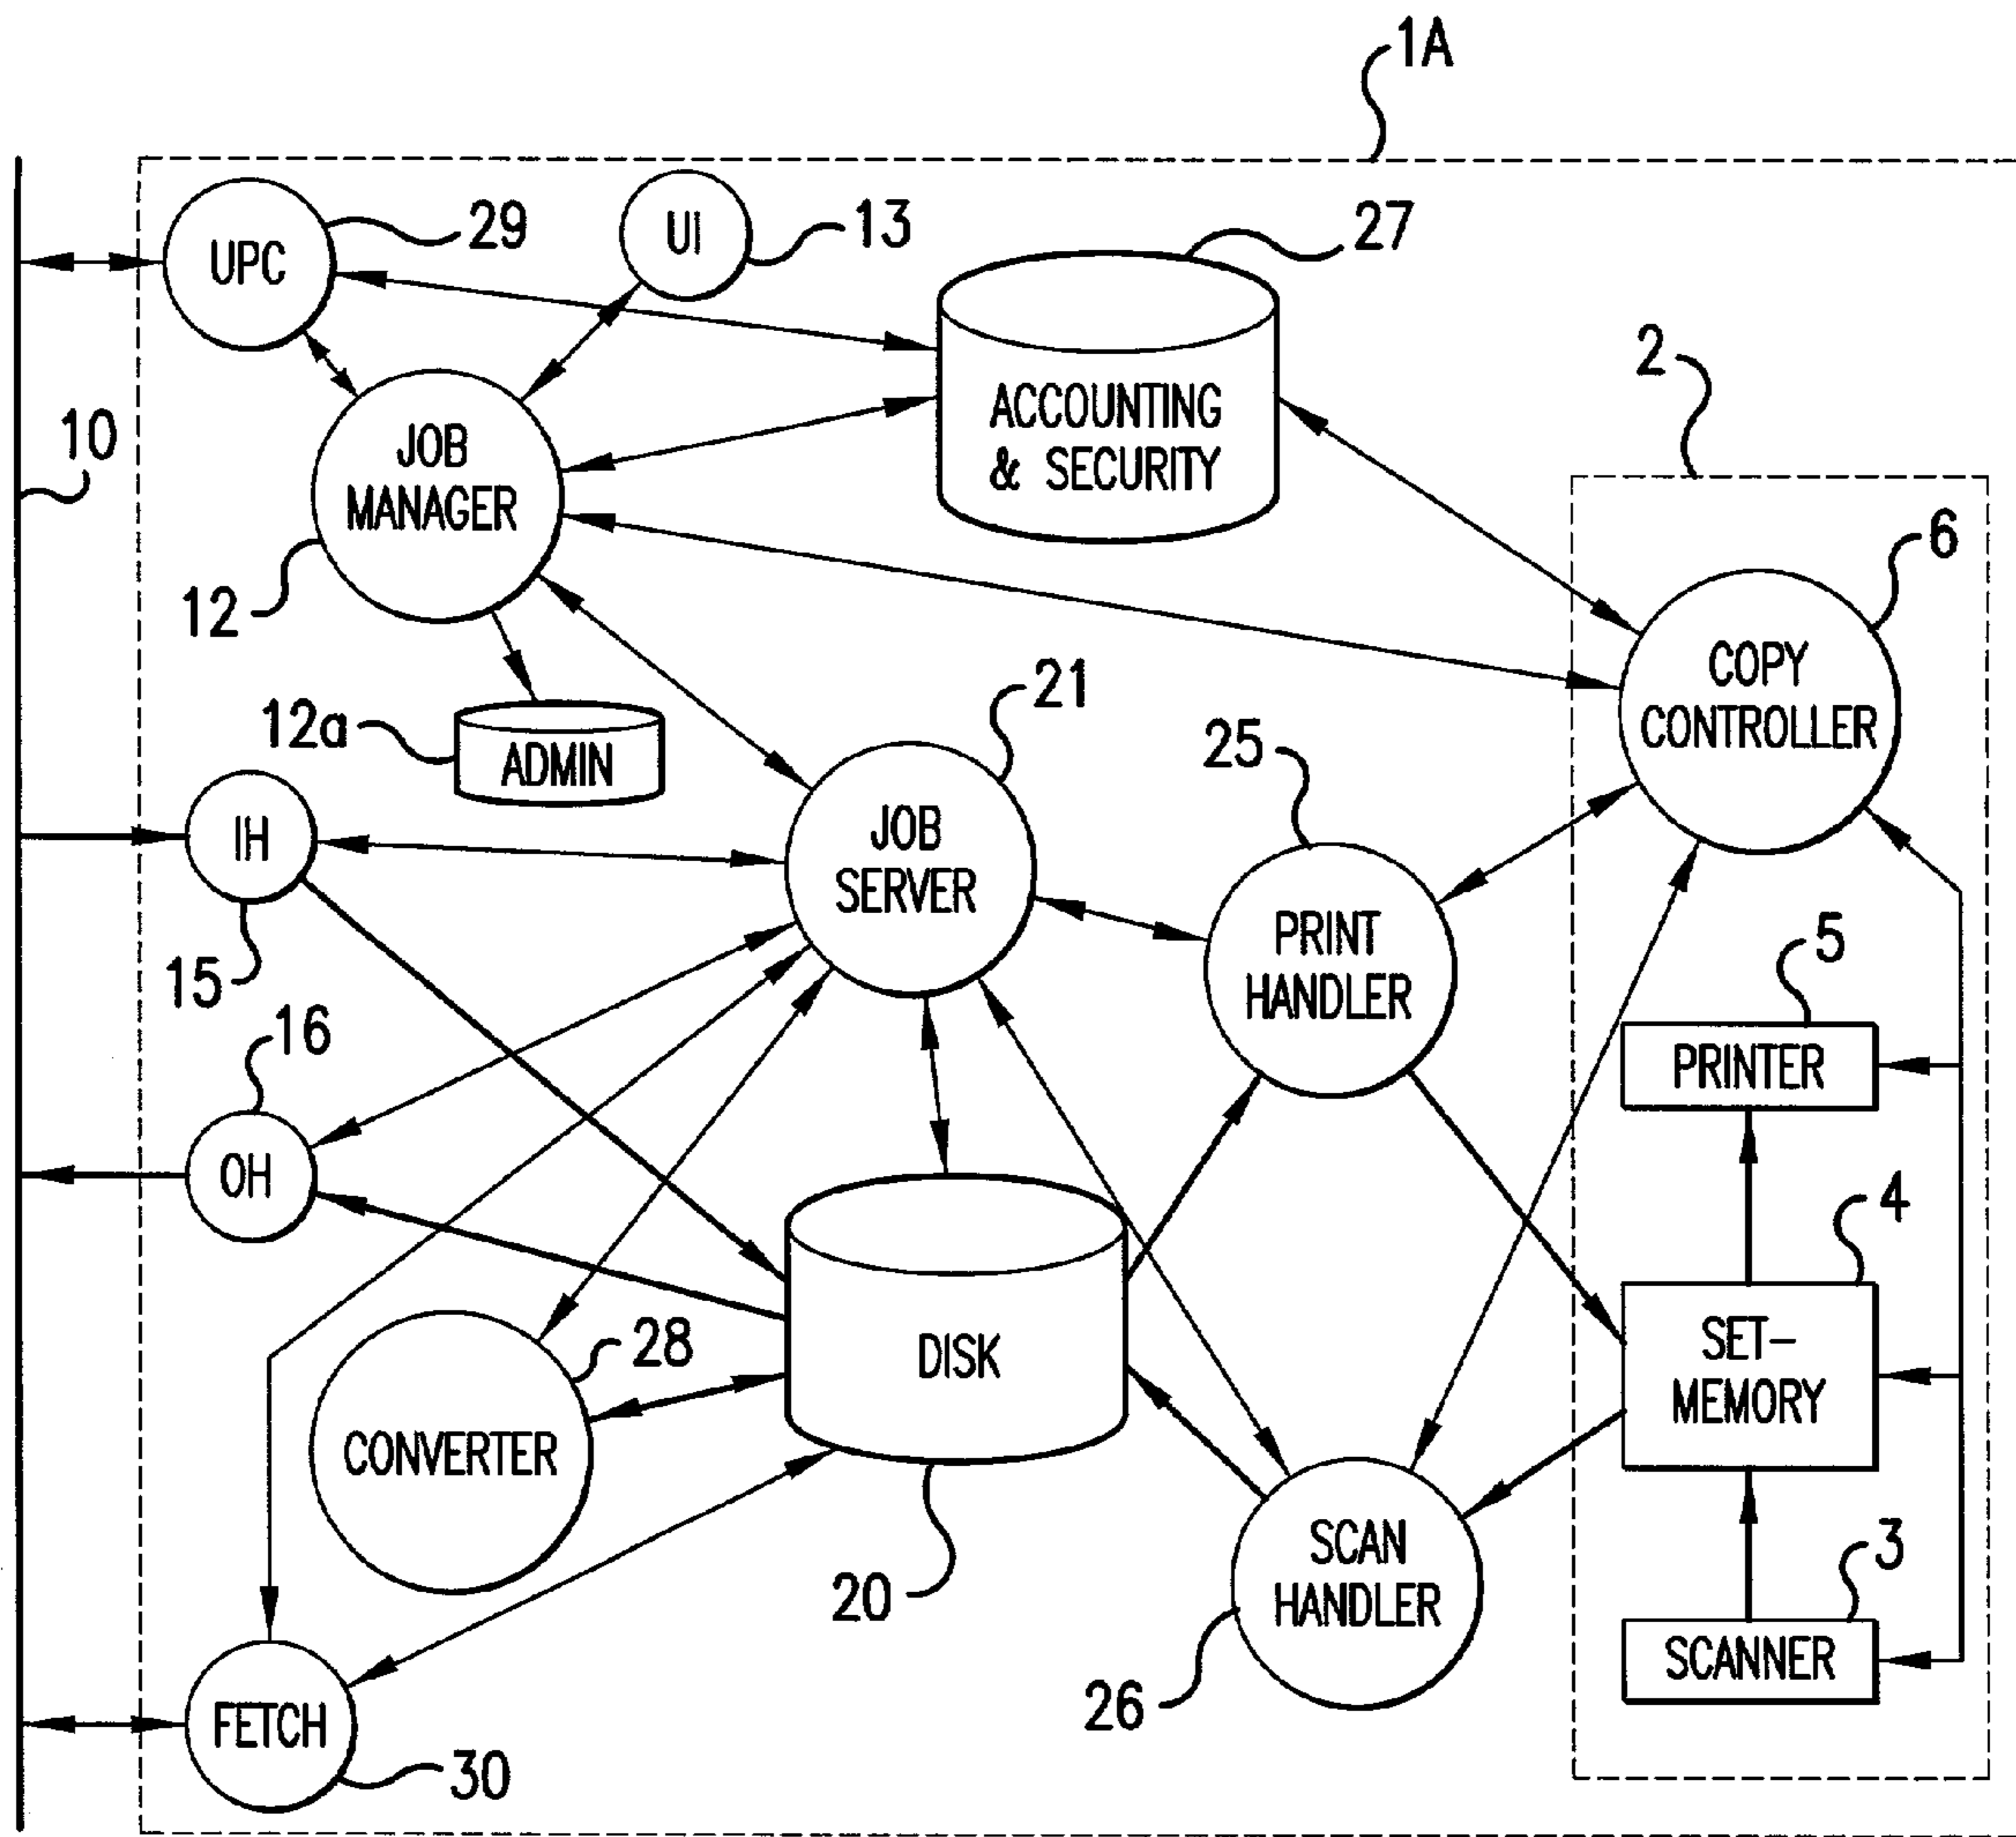 1A
29
UPC
UI
13
27
ACCOUNTING
& SECURITY
2
10
JOB
MANAGER
12
6
COPY
CONTROLLER
12a
ADMIN
21
25
IH
15
JOB
SERVER
PRINT
HANDLER
5
PRINTER
16
OH
4
SET-
MEMORY
28
CONVERTER
DISK
20
SCAN
HANDLER
26
3
SCANNER
FETCH
30